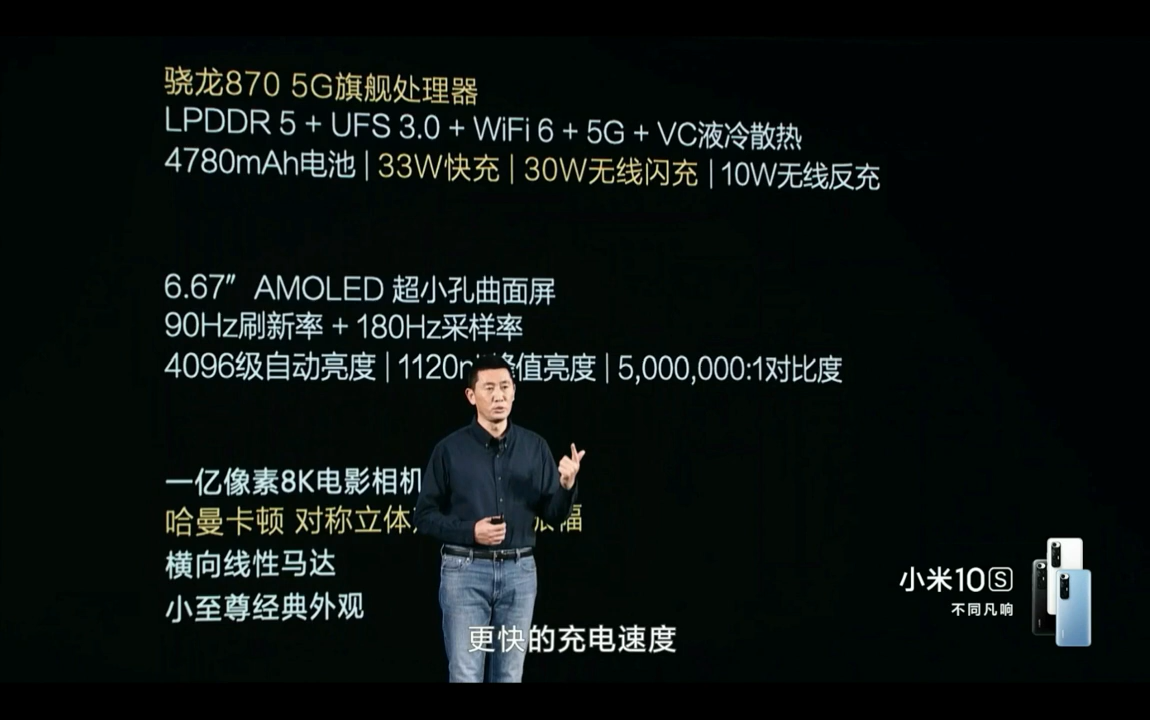 骁龙870 5G旗舰处理器
LPDDR 5 + UFS 3.0 + WiFi 6 + 5G + VC液冷散热
4780mAh电池 | 33W快充 | 30W无线闪充 | 10W无线反充
6.67” AMOLED 超小孔曲面屏
90Hz刷新率 + 180Hz采样率
4096级自动亮度 | 1120n 峰值亮度 | 5,000,000:1对比度
一亿像素8K电影相机
哈曼卡顿 对称立体 振幅
横向线性马达
小至尊经典外观
小米10S
不同凡响
更快的充电速度